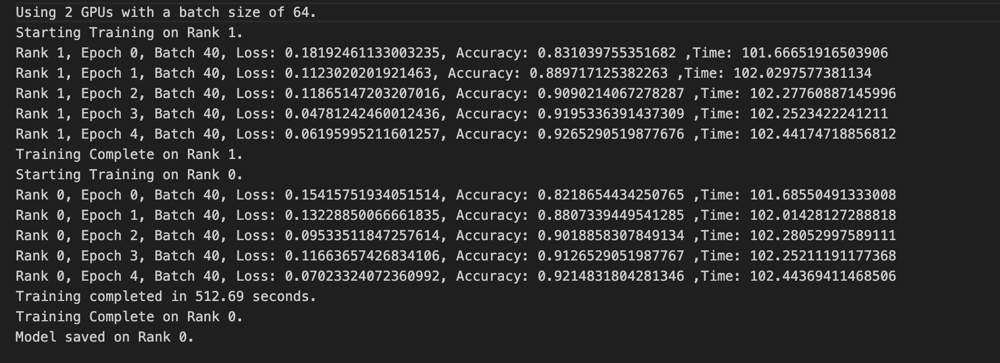 Using 2 GPUs with a batch size of 64.
Starting Training on Rank 1.
Rank 1, Epoch 0, Batch 40, Loss: 0.18192461133003235, Accuracy: 0.831039755351682 ,Time: 101.66651916503906
Rank 1, Epoch 1, Batch 40, Loss: 0.1123020201921463, Accuracy: 0.889717125382263 ,Time: 102.0297577381134
Rank 1, Epoch 2, Batch 40, Loss: 0.11865147203207016, Accuracy: 0.9090214067278287 ,Time: 102.27760887145996
Rank 1, Epoch 3, Batch 40, Loss: 0.04781242460012436, Accuracy: 0.9195336391437309 ,Time: 102.2523422241211
Rank 1, Epoch 4, Batch 40, Loss: 0.06195995211601257, Accuracy: 0.9265290519877676 ,Time: 102.44174718856812
Training Complete on Rank 1.
Starting Training on Rank 0.
Rank 0, Epoch 0, Batch 40, Loss: 0.15415751934051514, Accuracy: 0.8218654434250765 ,Time: 101.68550491333008
Rank 0, Epoch 1, Batch 40, Loss: 0.13228850066661835, Accuracy: 0.8807339449541285 ,Time: 102.01428127288818
Rank 0, Epoch 2, Batch 40, Loss: 0.09533511847257614, Accuracy: 0.9018858307849134 ,Time: 102.28052997589111
Rank 0, Epoch 3, Batch 40, Loss: 0.11663657426834106, Accuracy: 0.9126529051987767 ,Time: 102.25211191177368
Rank 0, Epoch 4, Batch 40, Loss: 0.07023324072360992, Accuracy: 0.9214831804281346 ,Time: 102.44369411468506
Training completed in 512.69 seconds.
Training Complete on Rank 0.
Model saved on Rank 0.